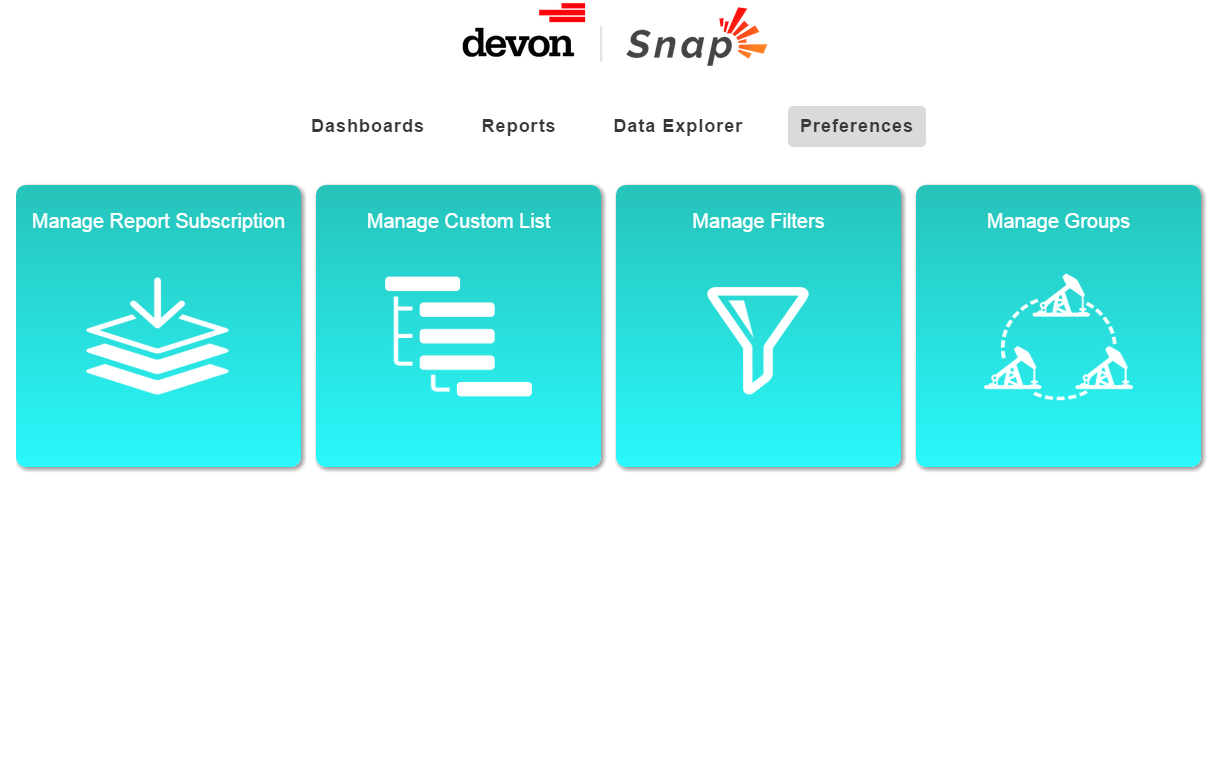 devon | Snap
Dashboards Reports Data Explorer Preferences
Manage Report Subscription Manage Custom List Manage Filters Manage Groups